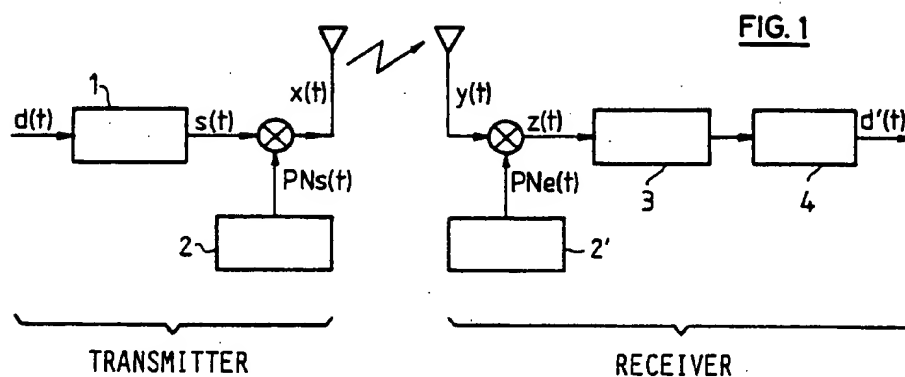 FIG. 1
d(t)
1
s(t)
x(t)
PNs(t)
2
y(t)
z(t)
PNe(t)
2'
3
4
d'(t)
TRANSMITTER
RECEIVER